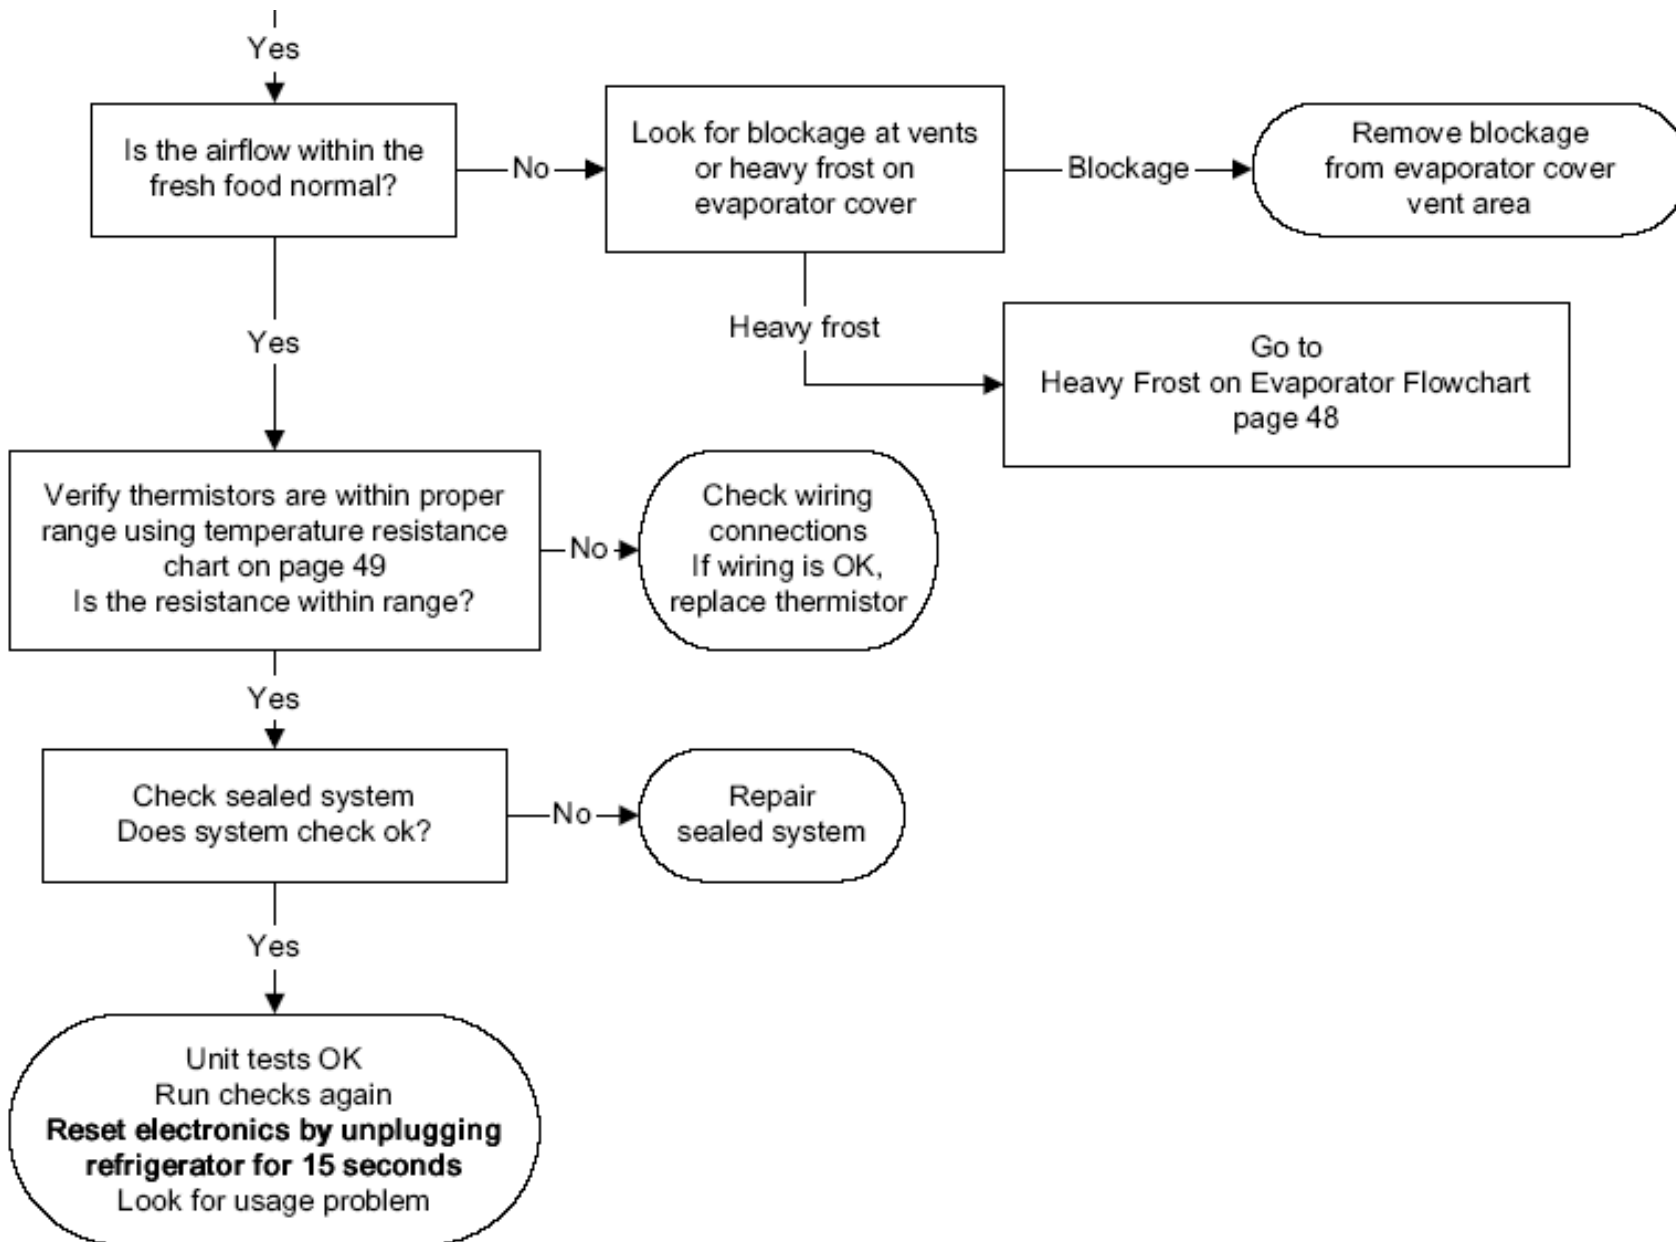 Yes
Is the airflow within the
fresh food normal?
No
Look for blockage at vents
or heavy frost on
evaporator cover
Blockage
Remove blockage
from evaporator cover
vent area
Heavy frost
Go to
Heavy Frost on Evaporator Flowchart
page 48
Yes
Verify thermistors are within proper
range using temperature resistance
chart on page 49
Is the resistance within range?
No
Check wiring
connections
If wiring is OK,
replace thermistor
Yes
Check sealed system
Does system check ok?
No
Repair
sealed system
Yes
Unit tests OK
Run checks again
Reset electronics by unplugging
refrigerator for 15 seconds
Look for usage problem